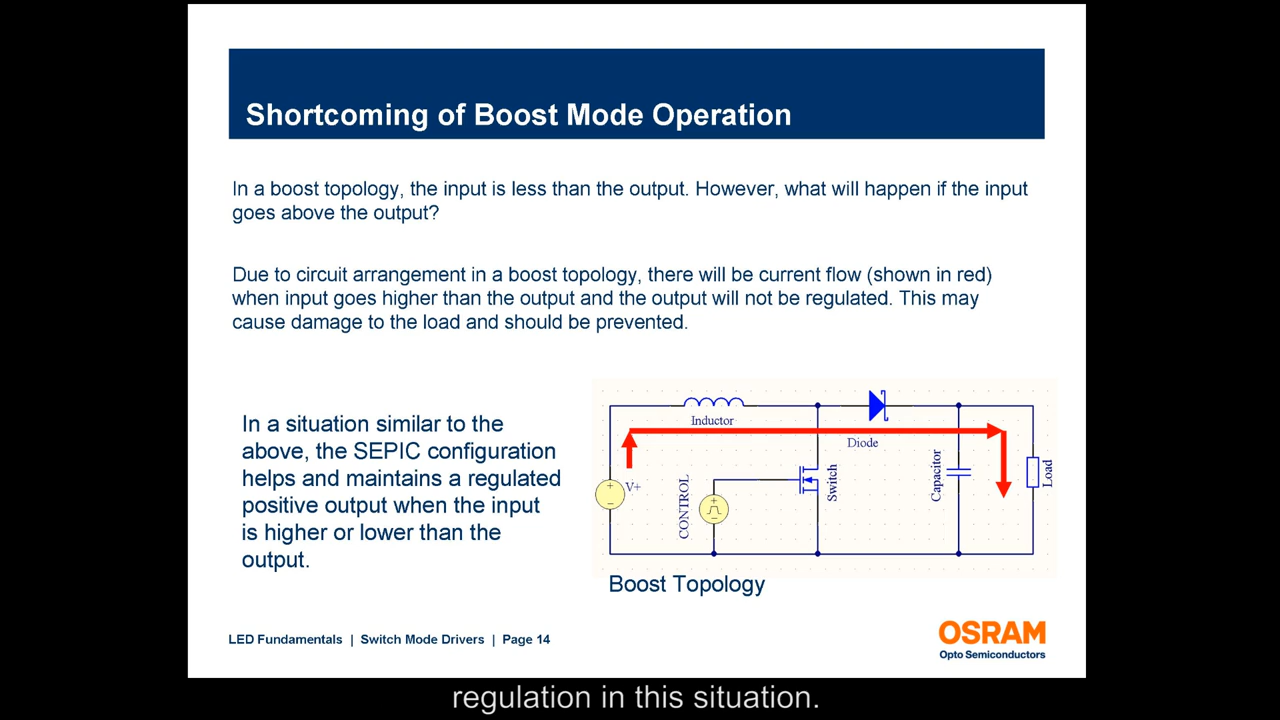 Shortcoming of Boost Mode Operation
In a boost topology, the input is less than the output. However, what will happen if the input
goes above the output?
Due to circuit arrangement in a boost topology, there will be current flow (shown in red)
when input goes higher than the output and the output will not be regulated. This may
cause damage to the load and should be prevented.
In a situation similar to the
above, the SEPIC configuration
helps and maintains a regulated
positive output when the input
is higher or lower than the
output.
Inductor
Diode
V+
CONTROL
Switch
Capacitor
Load
Boost Topology
LED Fundamentals | Switch Mode Drivers | Page 14
OSRAM
Opto Semiconductors
regulation in this situation.